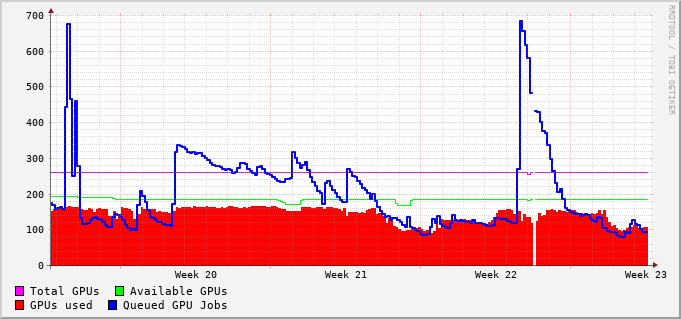 700
600
500
400
300
200
100
0
Week 20 Week 21 Week 22 Week 23
Total GPUs Available GPUs
GPUs used Queued GPU Jobs
RRDTOOL / TOBI OETIKER